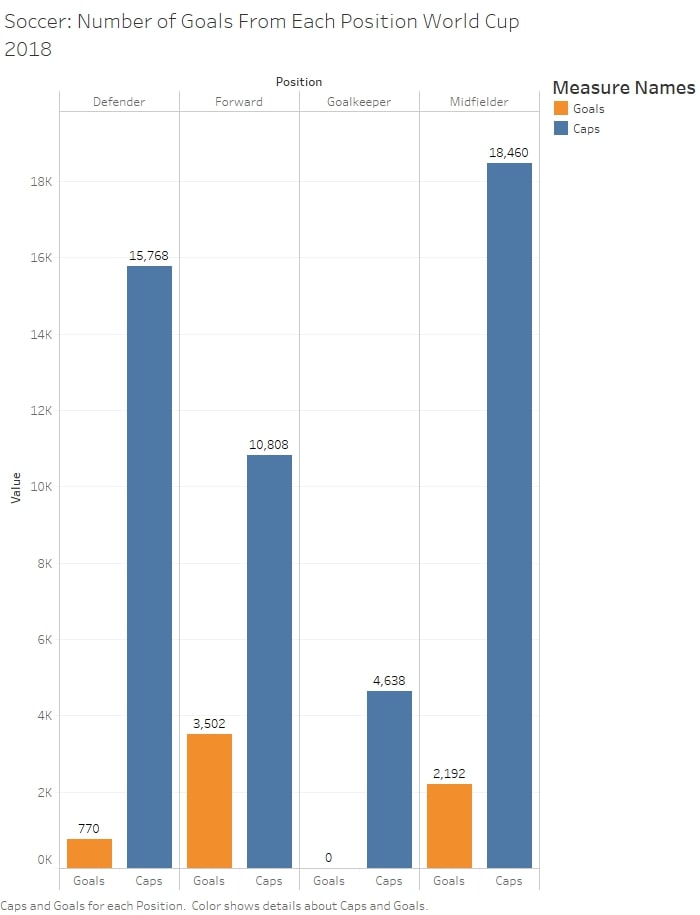 Soccer: Number of Goals From Each Position World Cup
2018
Position
Defender Forward Goalkeeper Midfielder
Measure Names
Goals
Caps
18,460
18K
16K
15,768
14K
12K
10,808
Value
10K
8K
6K
4,638
4K
3,502
2,192
2K
770
0K
0
Goals Caps Goals Caps Goals Caps Goals Caps
Caps and Goals for each Position. Color shows details about Caps and Goals.